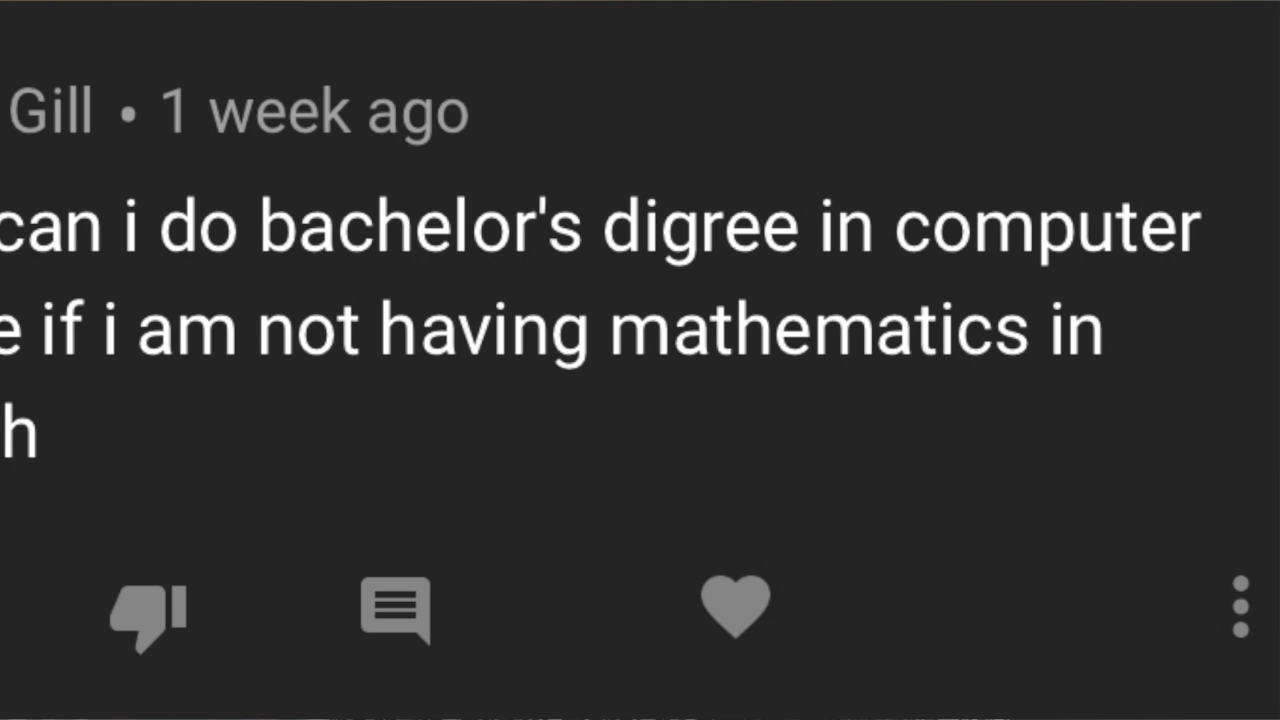 Gill • 1 week ago
can i do bachelor's digree in computer
e if i am not having mathematics in
h